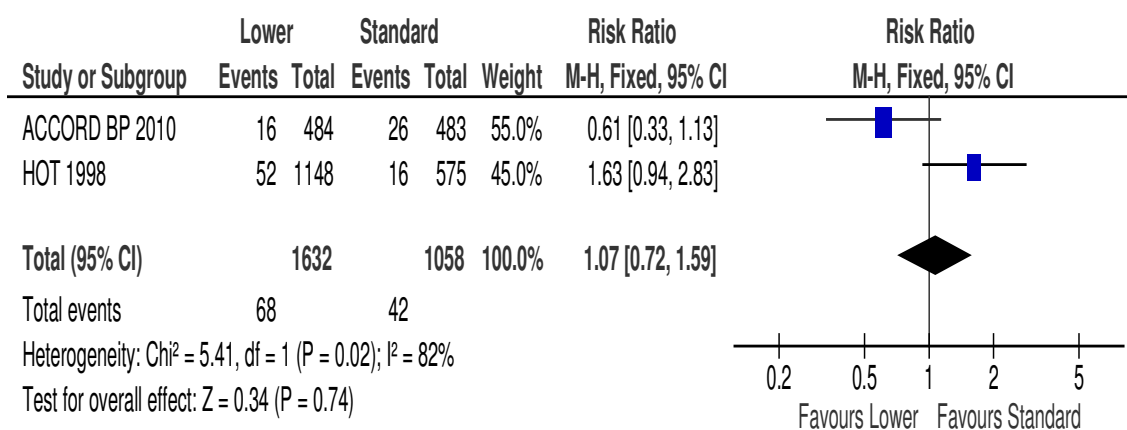 Lower Standard Risk Ratio Risk Ratio
Study or Subgroup Events Total Events Total Weight M-H, Fixed, 95% CI M-H, Fixed, 95% CI
ACCORD BP 2010 16 484 26 483 55.0% 0.61 [0.33, 1.13]
HOT 1998 52 1148 16 575 45.0% 1.63 [0.94, 2.83]
Total (95% CI) 1632 1058 100.0% 1.07 [0.72, 1.59]
Total events 68 42
Heterogeneity: Chi² = 5.41, df = 1 (P = 0.02); I² = 82%
Test for overall effect: Z = 0.34 (P = 0.74)
0.2 0.5 1 2 5
Favours Lower Favours Standard